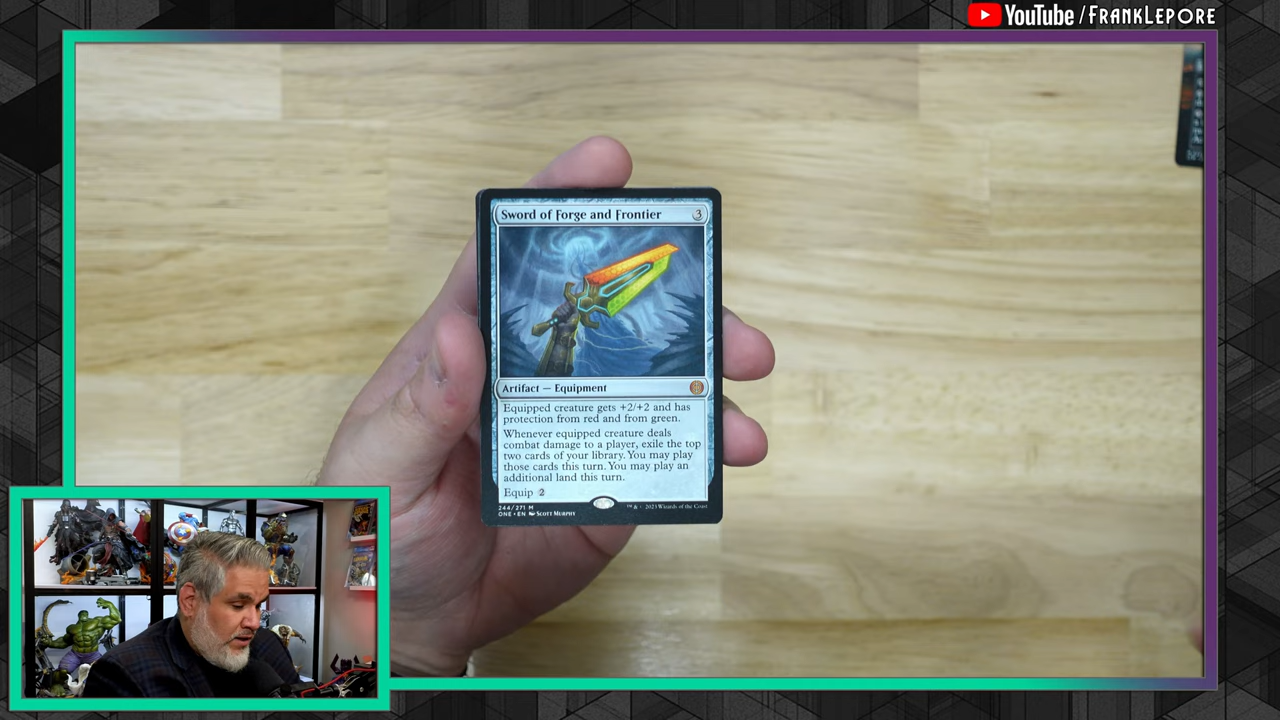 YouTube /FrankLepore
Sword of Forge and Frontier 3
Artifact — Equipment
Equipped creature gets +2/+2 and has
protection from red and from green.
Whenever equipped creature deals
combat damage to a player, exile the top
two cards of your library. You may play
those cards this turn. You may play an
additional land this turn.
Equip 2
244/271 M
ONE • EN Scott Murphy
™ & © 2023 Wizards of the Coast